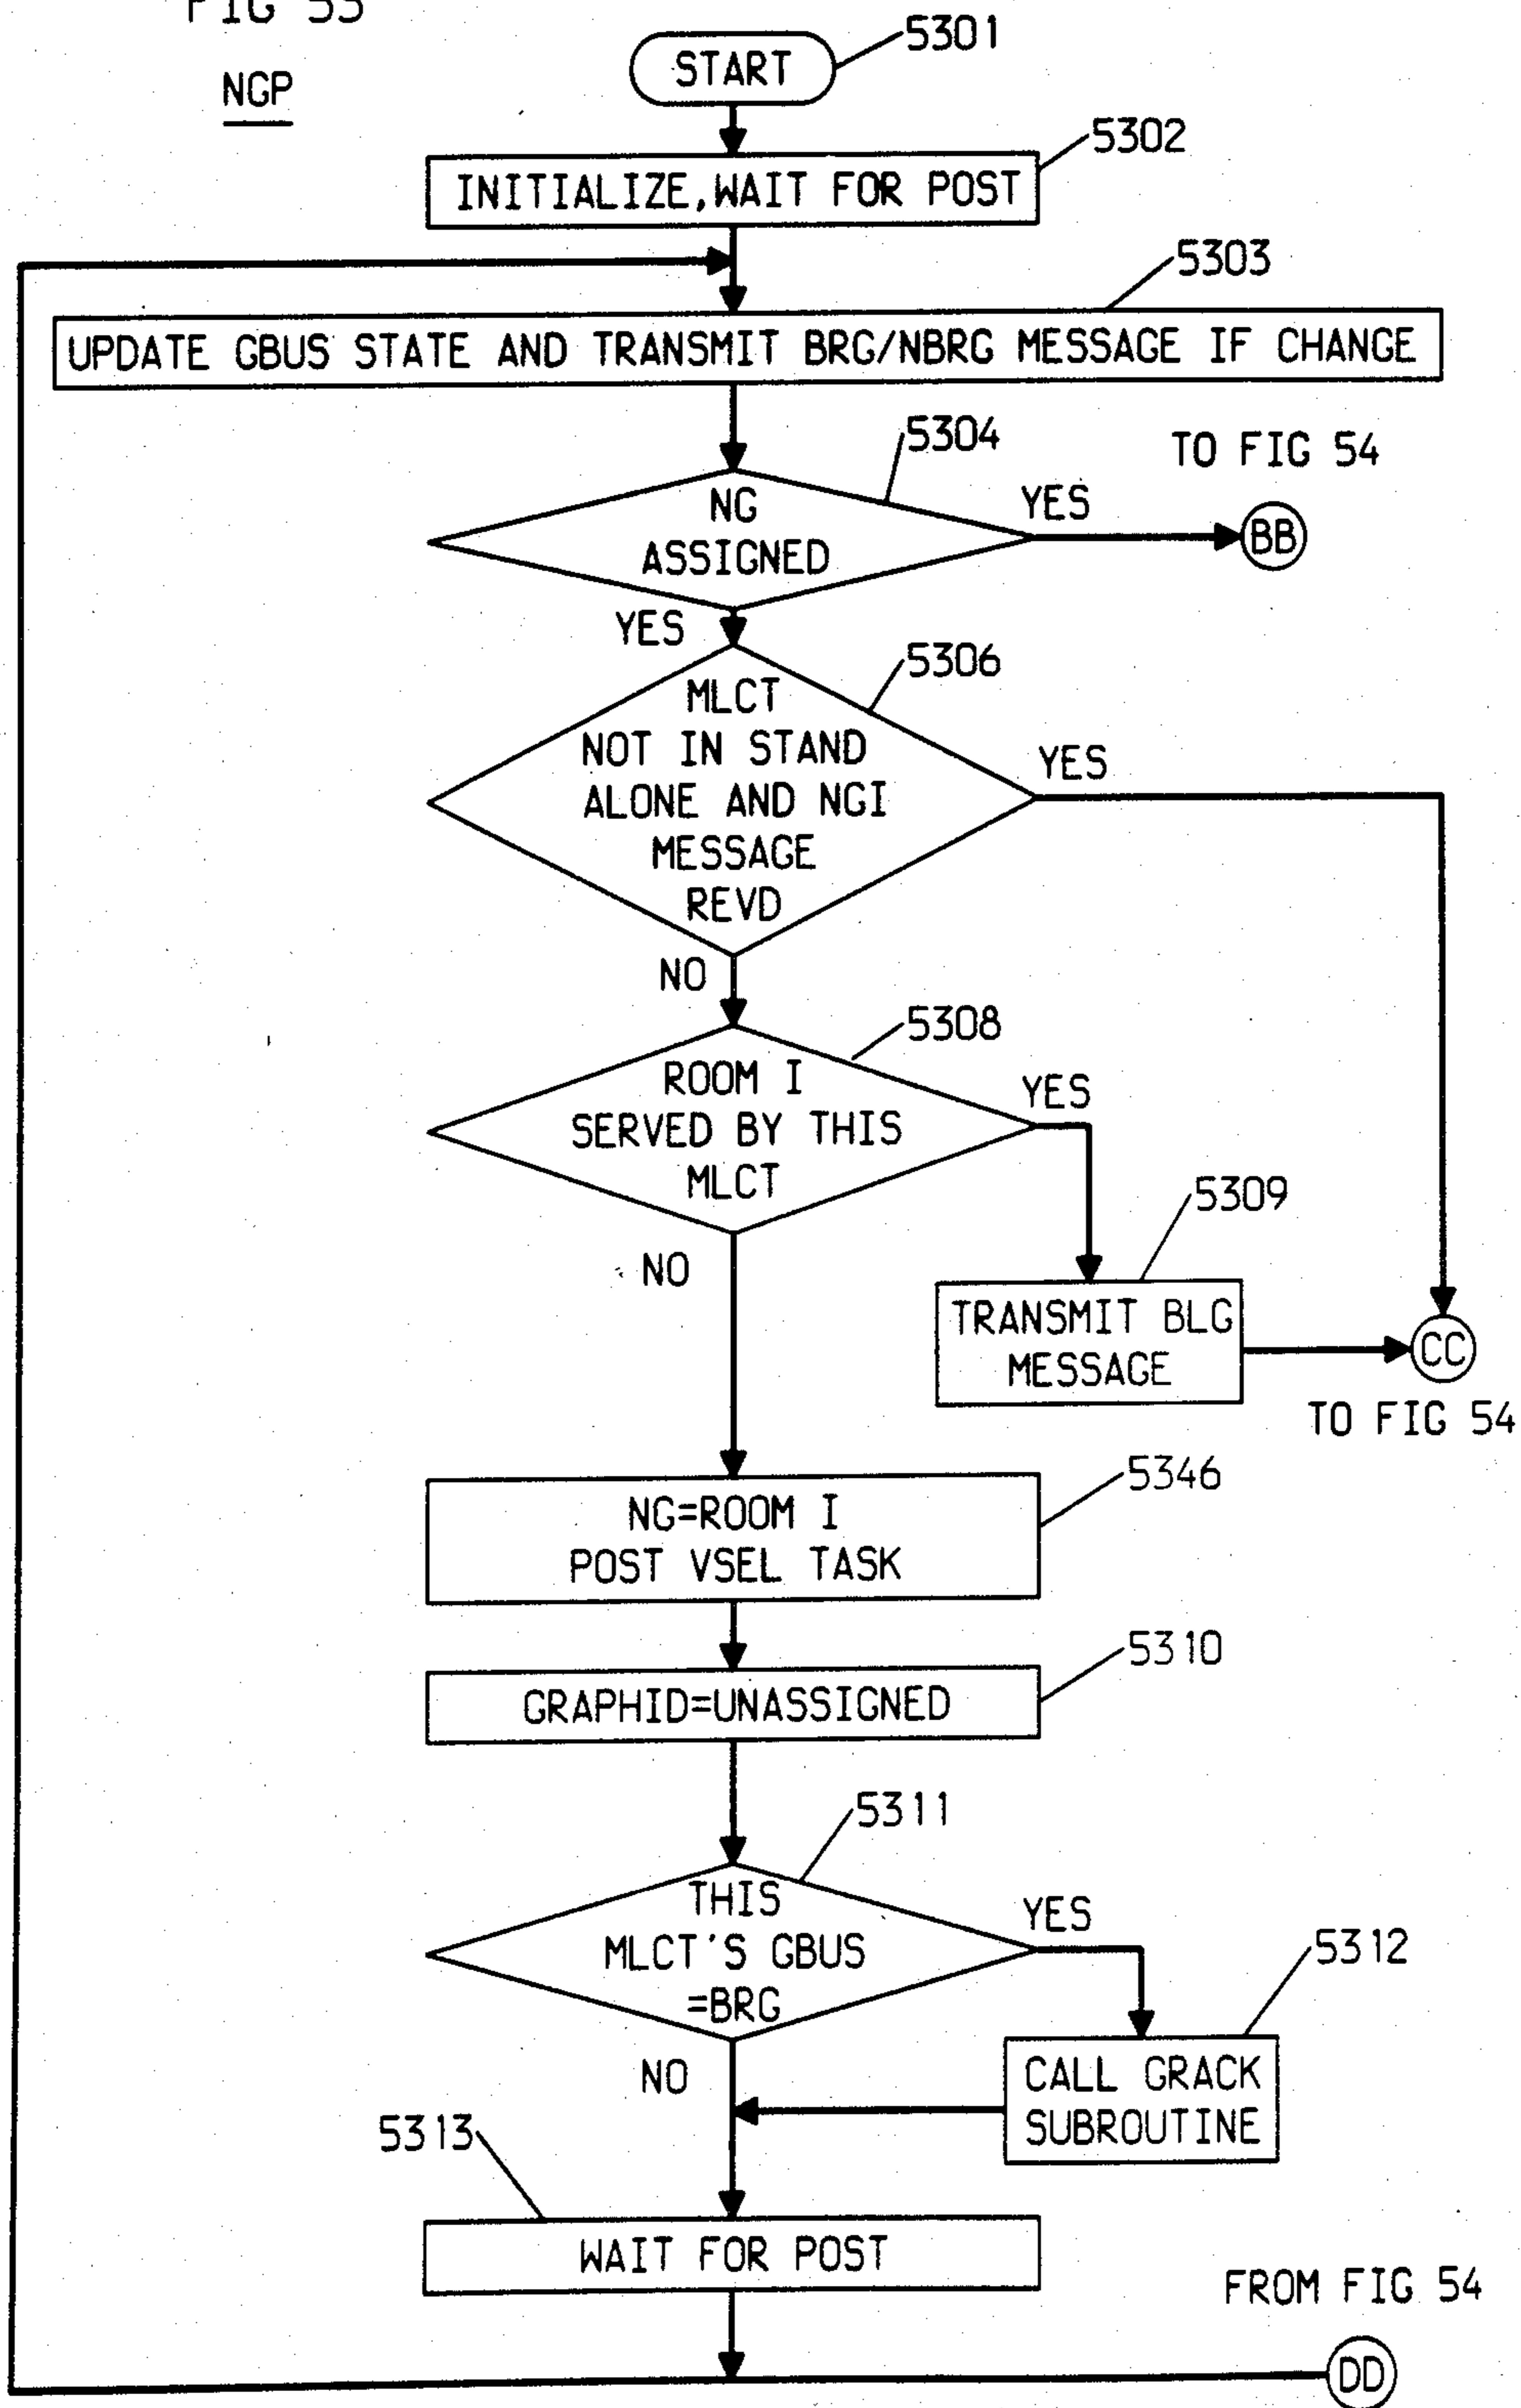 FIG 53
5301
START
NGP
5302
INITIALIZE,WAIT FOR POST
5303
UPDATE GBUS STATE AND TRANSMIT BRG/NBRG MESSAGE IF CHANGE
5304
TO FIG 54
NG
ASSIGNED
YES
BB
YES
5306
MLCT
NOT IN STAND
ALONE AND NGI
MESSAGE
REVD
YES
NO
5308
ROOM I
SERVED BY THIS
MLCT
YES
5309
NO
TRANSMIT BLG
MESSAGE
CC
TO FIG 54
5346
NG=ROOM I
POST VSEL TASK
5310
GRAPHID=UNASSIGNED
5311
THIS
MLCT'S GBUS
=BRG
YES
5312
NO
CALL GRACK
SUBROUTINE
5313
WAIT FOR POST
FROM FIG 54
DD